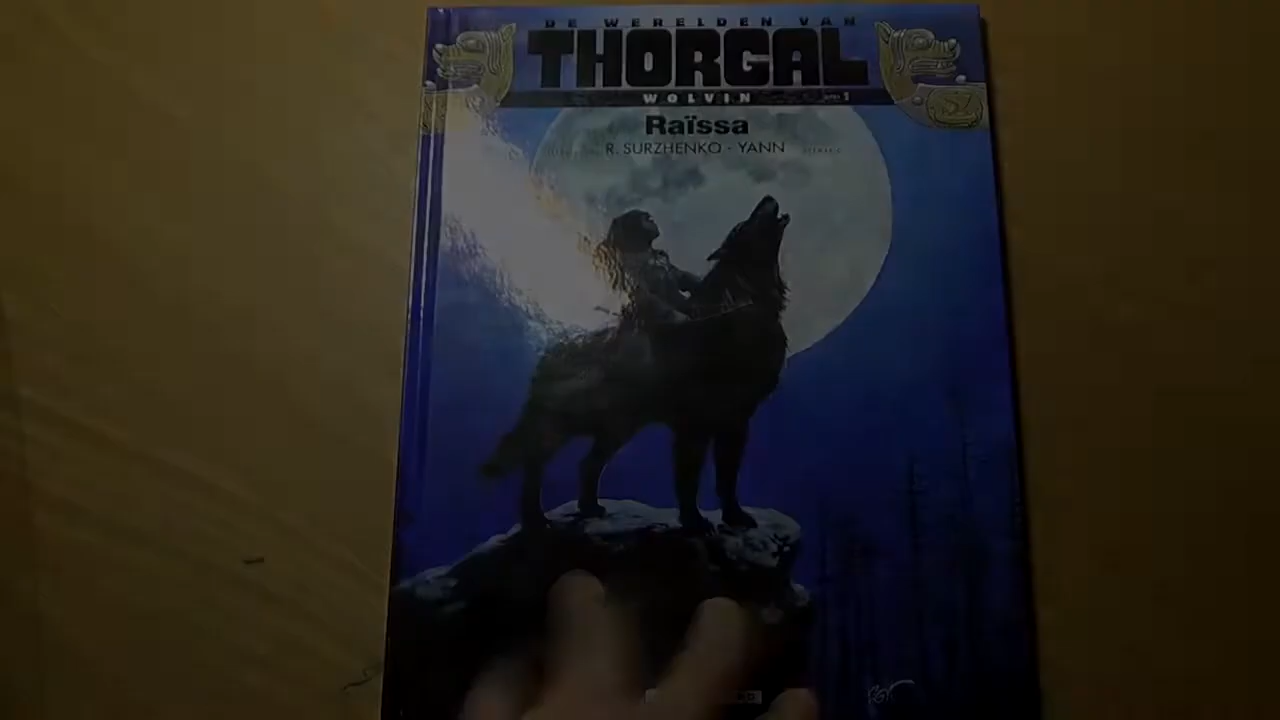 DE WERELDEN VAN
THORGAL
WOLVIN
Raïssa
R. SURZHENKO - YANN